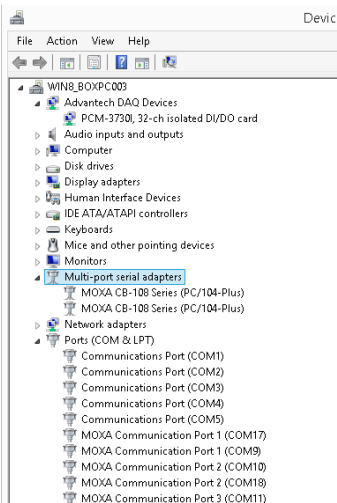 Devic
File Action View Help
WIN8_BOXPC003
Advantech DAQ Devices
PCM-3730I, 32-ch isolated DI/DO card
Audio inputs and outputs
Computer
Disk drives
Display adapters
Human Interface Devices
IDE ATA/ATAPI controllers
Keyboards
Mice and other pointing devices
Monitors
Multi-port serial adapters
MOXA CB-108 Series (PC/104-Plus)
MOXA CB-108 Series (PC/104-Plus)
Network adapters
Ports (COM & LPT)
Communications Port (COM1)
Communications Port (COM2)
Communications Port (COM3)
Communications Port (COM4)
Communications Port (COM5)
MOXA Communication Port 1 (COM17)
MOXA Communication Port 1 (COM9)
MOXA Communication Port 2 (COM10)
MOXA Communication Port 2 (COM18)
MOXA Communication Port 3 (COM11)